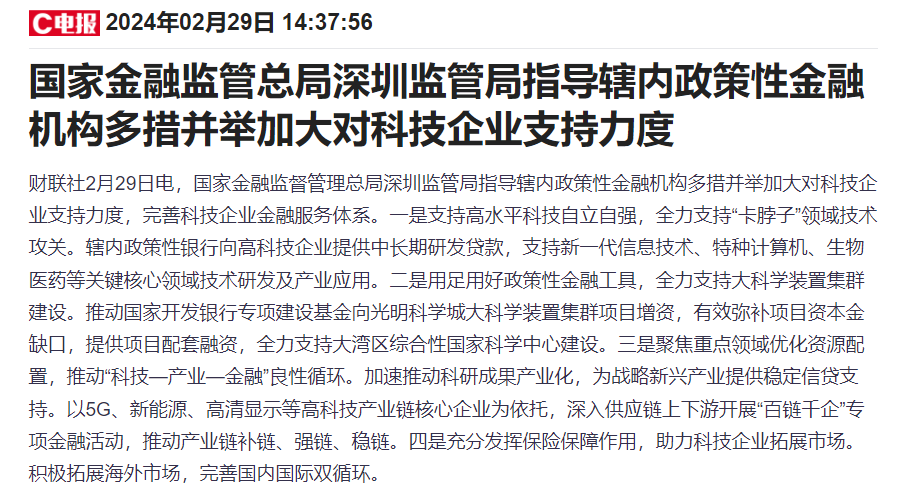 C电报 2024年02月29日 14:37:56
国家金融监管总局深圳监管局指导辖内政策性金融
机构多措并举加大对科技企业支持力度
财联社2月29日电，国家金融监督管理总局深圳监管局指导辖内政策性金融机构多措并举加大对科技企
业支持力度，完善科技企业金融服务体系。一是支持高水平科技自立自强，全力支持“卡脖子”领域技术
攻关。辖内政策性银行向高科技企业提供中长期研发贷款，支持新一代信息技术、特种计算机、生物
医药等关键核心领域技术研发及产业应用。二是用足用好政策性金融工具，全力支持大科学装置集群
建设。推动国家开发银行专项建设基金向光明科学城大科学装置集群项目增资，有效弥补项目资本金
缺口，提供项目配套融资，全力支持大湾区综合性国家科学中心建设。三是聚焦重点领域优化资源配
置，推动“科技—产业—金融”良性循环。加速推动科研成果产业化，为战略新兴产业提供稳定信贷支
持。以5G、新能源、高清显示等高科技产业链核心企业为依托，深入供应链上下游开展“百链千企”专
项金融活动，推动产业链补链、强链、稳链。四是充分发挥保险保障作用，助力科技企业拓展市场。
积极拓展海外市场，完善国内国际双循环。